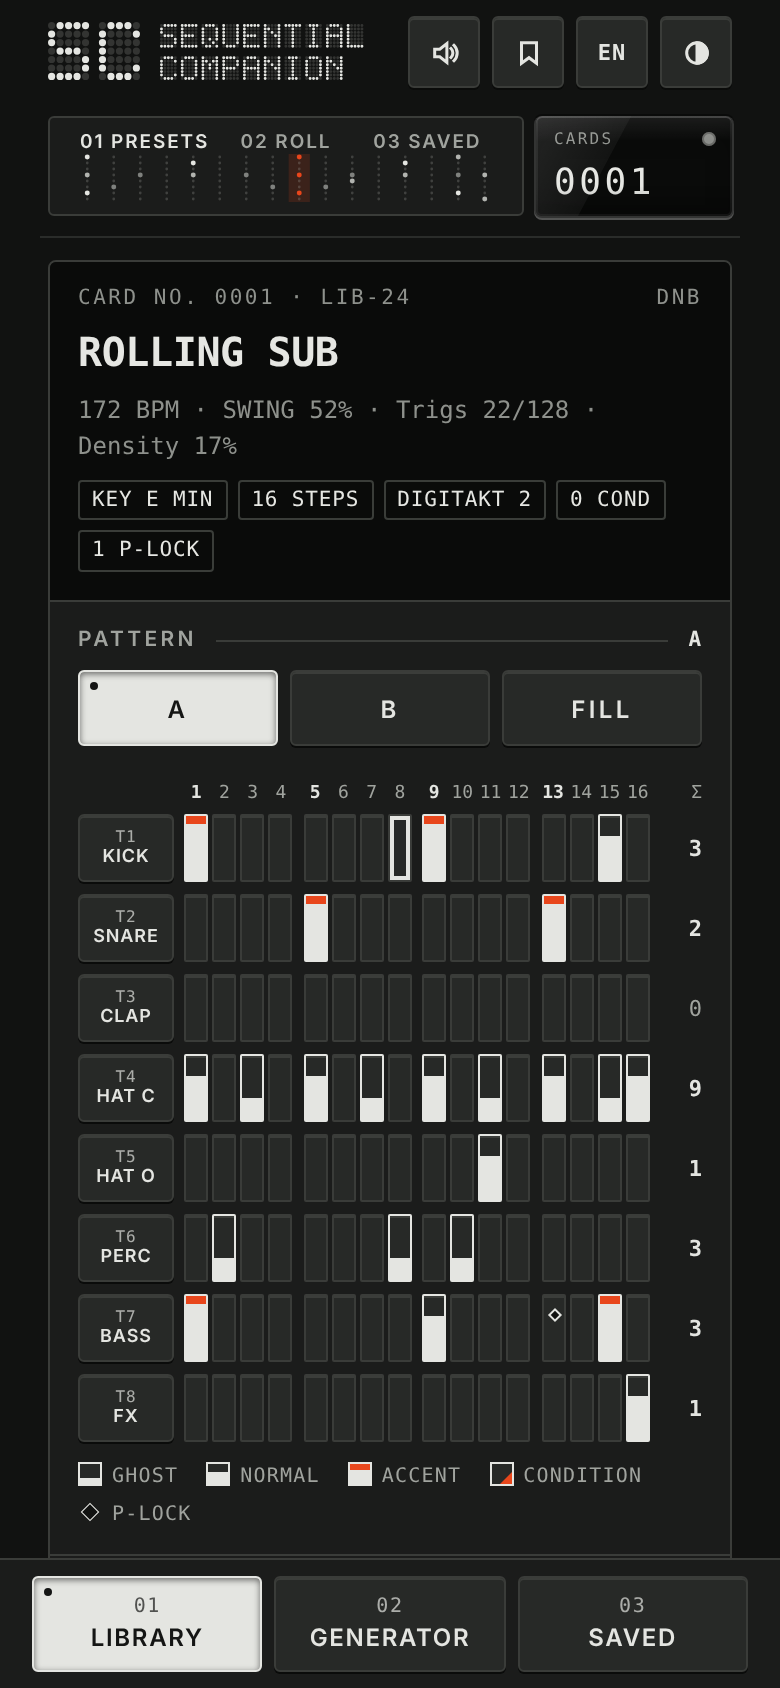 SC SEQUENTIAL COMPANION
EN
01 PRESETS 02 ROLL 03 SAVED
CARDS
0001
CARD NO. 0001 · LIB-24 DNB
ROLLING SUB
172 BPM · SWING 52% · Trigs 22/128 ·
Density 17%
KEY E MIN 16 STEPS DIGITAKT 2 0 COND
1 P-LOCK
PATTERN A
A B FILL
1 2 3 4 5 6 7 8 9 10 11 12 13 14 15 16 Σ
T1
KICK 3
T2
SNARE 2
T3
CLAP 0
T4
HAT C 9
T5
HAT O 1
T6
PERC 3
T7
BASS 3
T8
FX 1
GHOST NORMAL ACCENT CONDITION
P-LOCK
01 02 03
LIBRARY GENERATOR SAVED